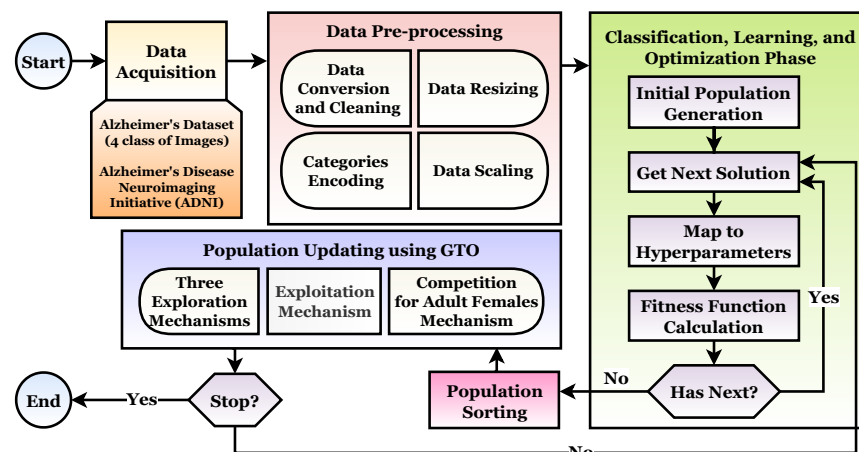 Start
Data
Acquisition
Alzheimer's Dataset
(4 class of Images)
Alzheimer's Disease
Neuroimaging
Initiative (ADNI)
Data Pre-processing
Data
Conversion
and Cleaning
Data Resizing
Categories
Encoding
Data Scaling
Classification, Learning, and
Optimization Phase
Initial Population
Generation
Get Next Solution
Map to
Hyperparameters
Fitness Function
Calculation
Has Next?
Yes
No
Population
Sorting
Population Updating using GTO
Three
Exploration
Mechanisms
Exploitation
Mechanism
Competition
for Adult Females
Mechanism
Stop?
Yes
End
No